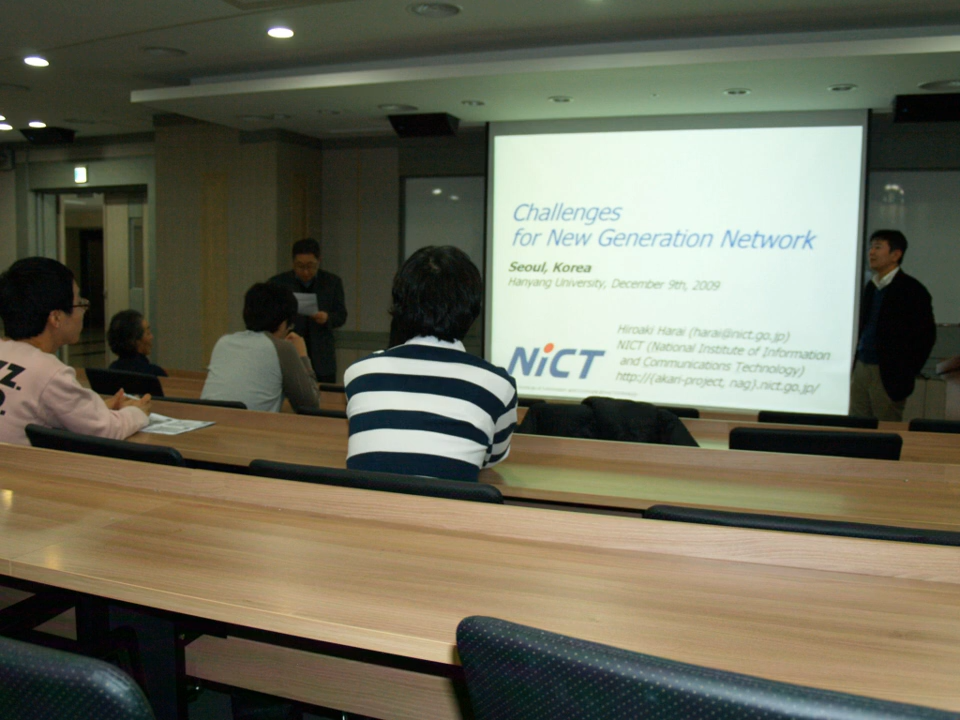 Challenges
for New Generation Network
Seoul, Korea
Hanyang University, December 9th, 2009
Hiroaki Harai (harai@nict.go.jp)
NICT (National Institute of Information
and Communications Technology)
http://(akari-project, nag).nict.go.jp/
NiCT